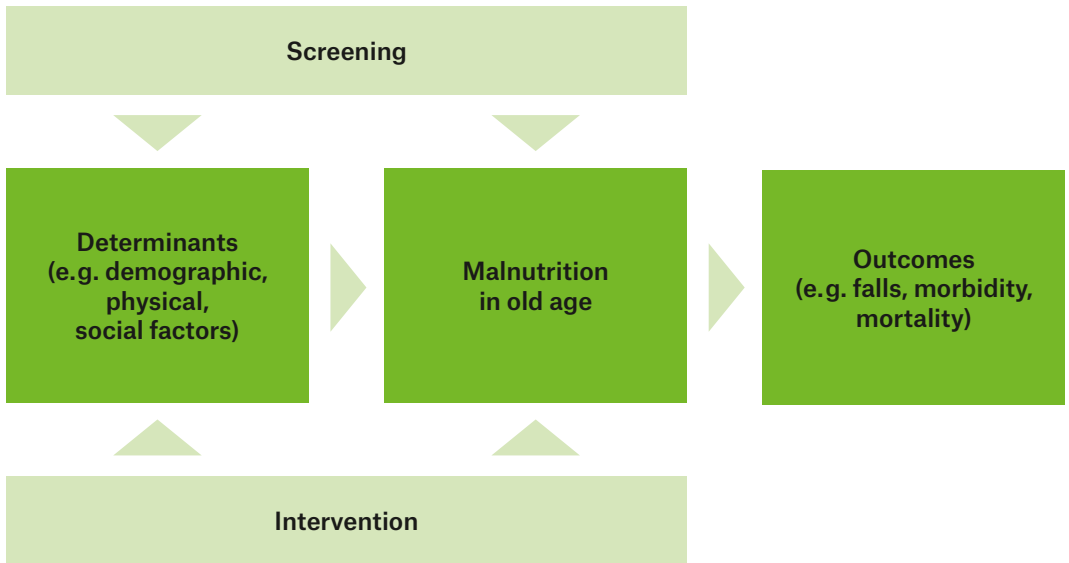 Screening
Determinants
(e.g. demographic,
physical,
social factors)
Malnutrition
in old age
Outcomes
(e.g. falls, morbidity,
mortality)
Intervention